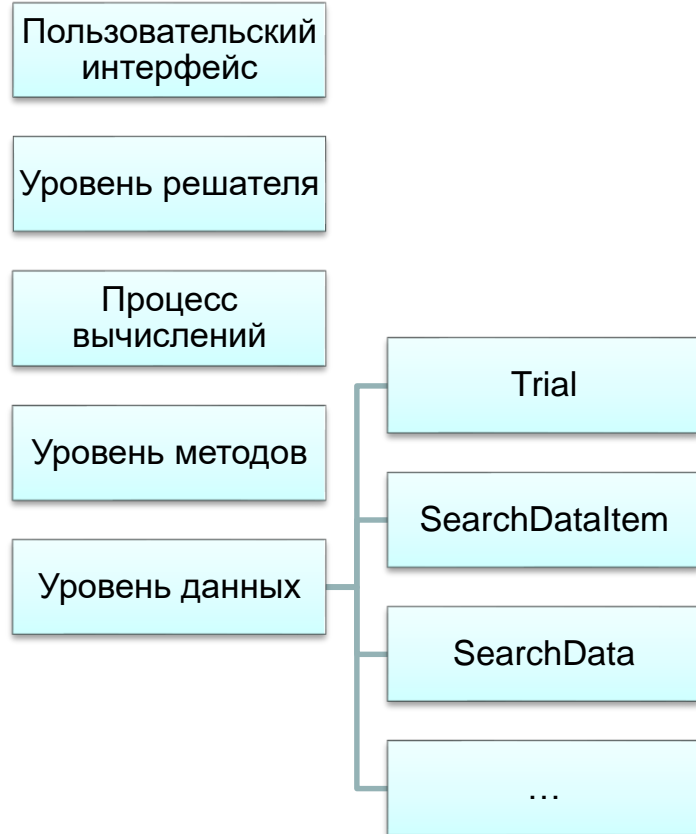 Пользовательский
интерфейс
Уровень решателя
Процесс
вычислений
Уровень методов
Уровень данных
Trial
SearchDataItem
SearchData
…